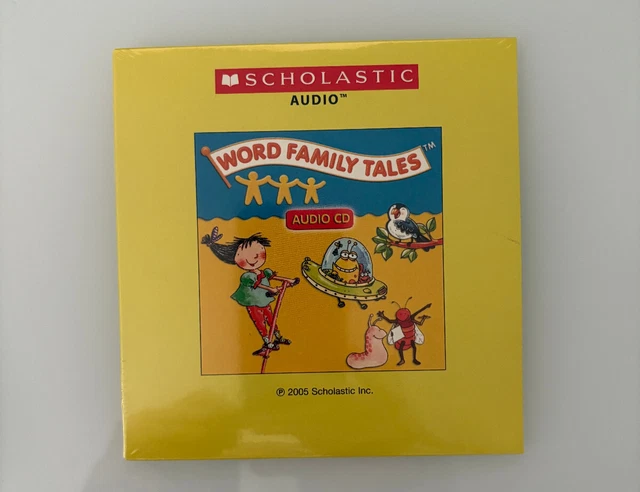 SCHOLASTIC
AUDIO™
WORD FAMILY TALES™
AUDIO CD
℗ 2005 Scholastic Inc.